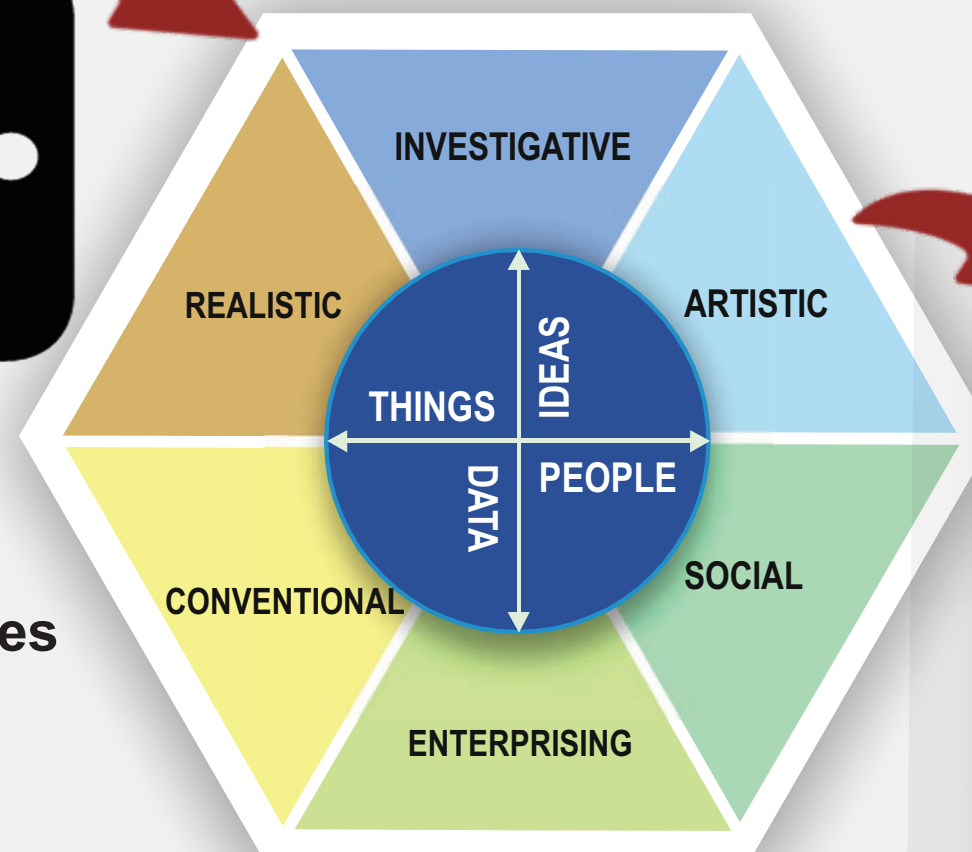 INVESTIGATIVE
REALISTIC
ARTISTIC
THINGS
IDEAS
DATA
PEOPLE
CONVENTIONAL
SOCIAL
ENTERPRISING
es